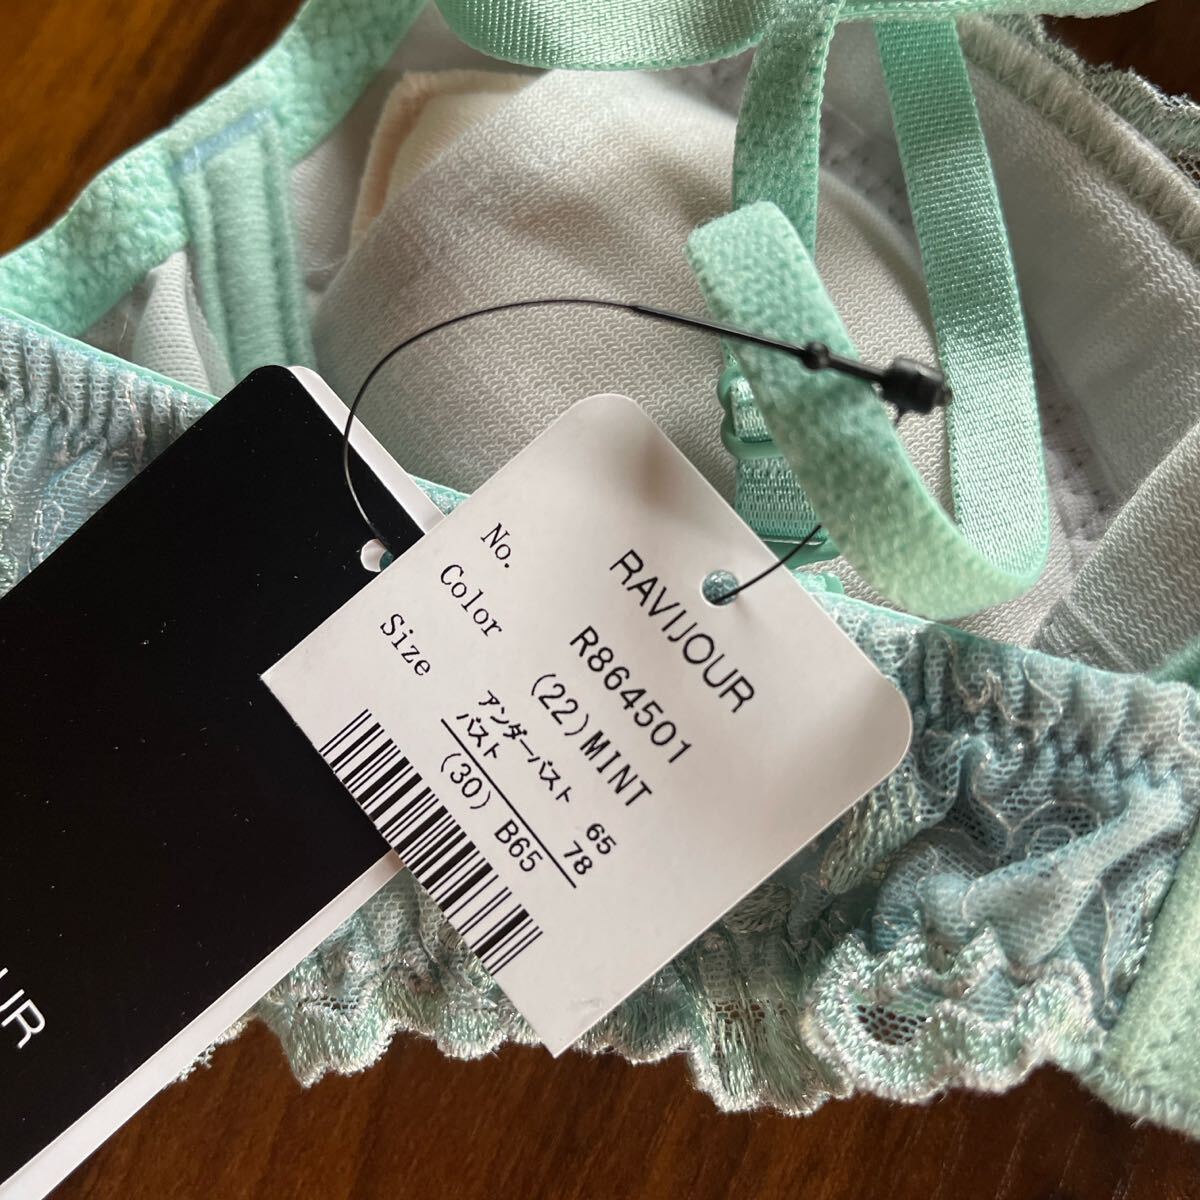 RAVIJOUR
No. R864501
Color (22)MINT
Size アンダーバスト 65
バスト 78
(30) B65
UR